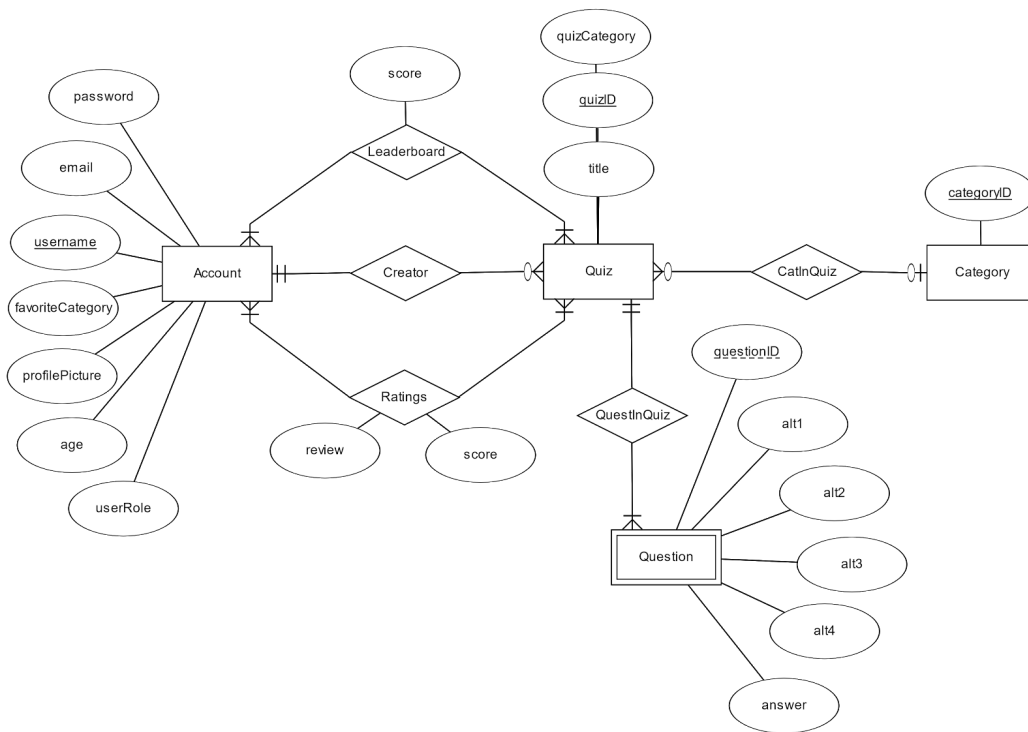 quizCategory
score
quizID
password
Leaderboard
email
title
categoryID
username
Account
Creator
Quiz
CatInQuiz
Category
favoriteCategory
questionID
profilePicture
Ratings
QuestInQuiz
alt1
age
review
score
alt2
userRole
Question
alt3
alt4
answer